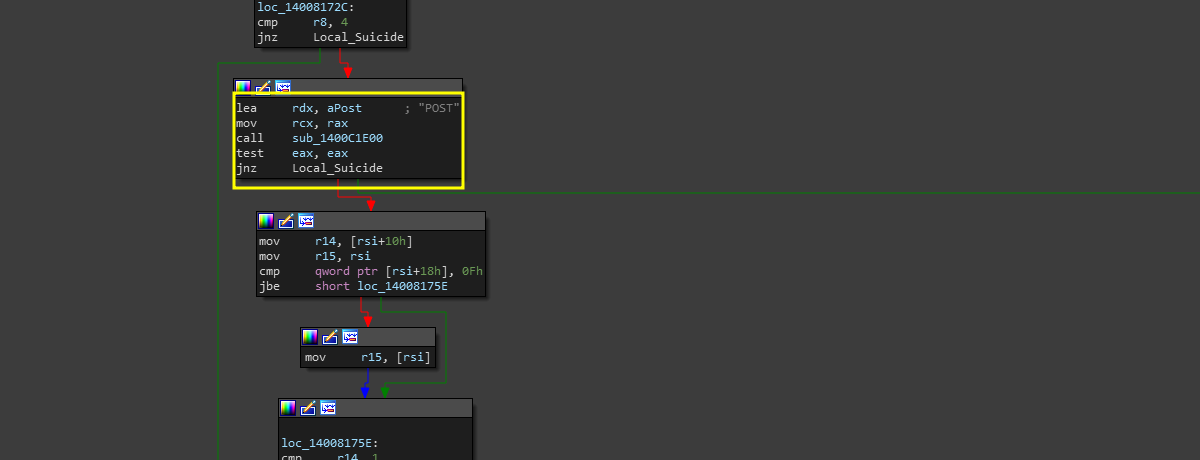 loc_14008172C:
cmp r8, 4
jnz Local_Suicide
lea rdx, aPost ; "POST"
mov rcx, rax
call sub_1400C1E00
test eax, eax
jnz Local_Suicide
mov r14, [rsi+10h]
mov r15, rsi
cmp qword ptr [rsi+18h], 0Fh
jbe short loc_14008175E
mov r15, [rsi]
loc_14008175E:
cmp r14, 1